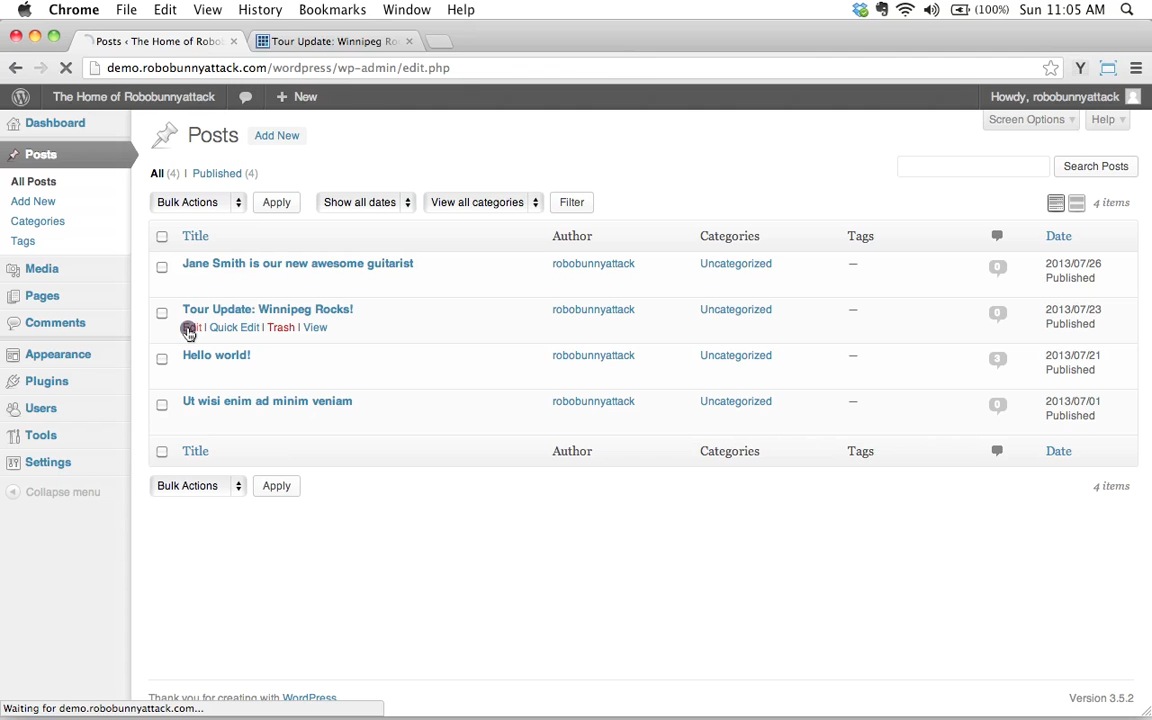 Chrome File Edit View History Bookmarks Window Help (100%) Sun 11:05 AM
Posts ‹ The Home of Robo × Tour Update: Winnipeg Ro ×
demo.robobunnyattack.com/wordpress/wp-admin/edit.php
The Home of Robobunnyattack + New Howdy, robobunnyattack
Dashboard
Posts
All Posts
Add New
Categories
Tags
Media
Pages
Comments
Appearance
Plugins
Users
Tools
Settings
Collapse menu
Screen Options Help
Posts Add New
All (4) | Published (4) Search Posts
Bulk Actions Apply Show all dates View all categories Filter 4 items
Title Author Categories Tags Date
Jane Smith is our new awesome guitarist robobunnyattack Uncategorized — 0 2013/07/26
Published
Tour Update: Winnipeg Rocks! robobunnyattack Uncategorized — 0 2013/07/23
Edit | Quick Edit | Trash | View Published
Hello world! robobunnyattack Uncategorized — 3 2013/07/21
Published
Ut wisi enim ad minim veniam robobunnyattack Uncategorized — 0 2013/07/01
Published
Title Author Categories Tags Date
Bulk Actions Apply 4 items
Thank you for creating with WordPress Version 3.5.2
Waiting for demo.robobunnyattack.com...